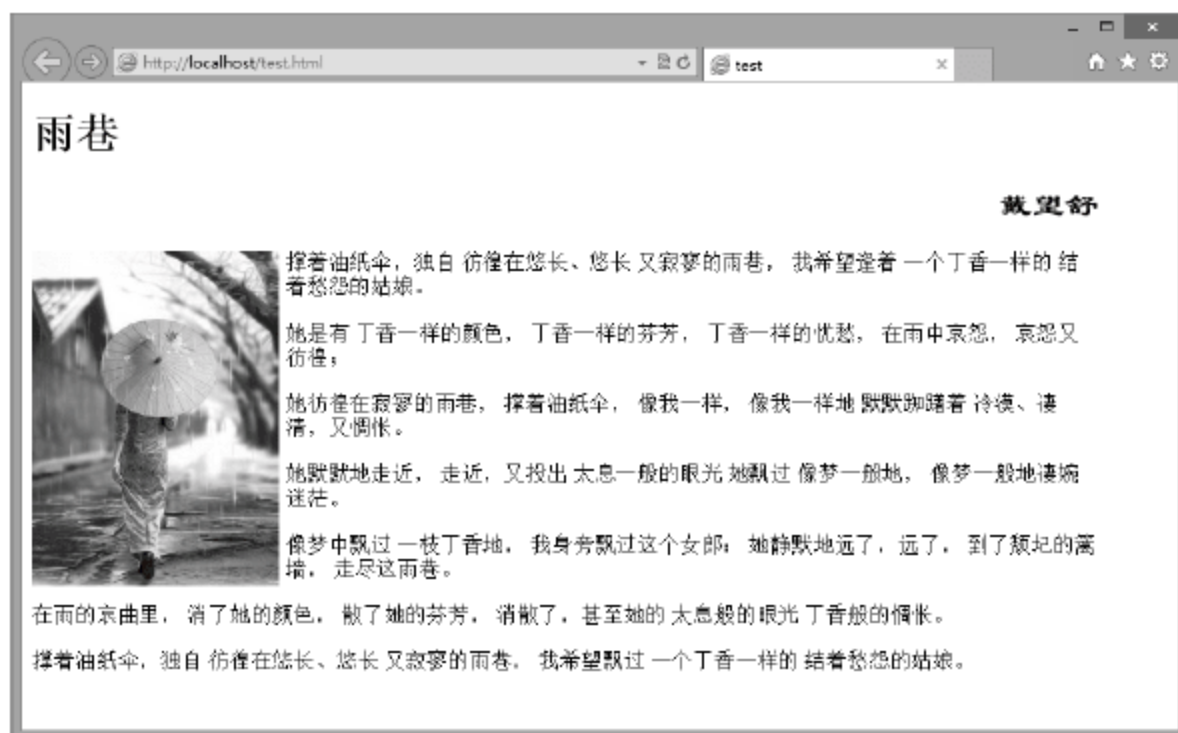 http://localhost/test.html
test
雨巷
戴望舒
撑着油纸伞，独自 彷徨在悠长、悠长 又寂寥的雨巷， 我希望逢着 一个丁香一样的 结
着愁怨的姑娘。
她是有 丁香一样的颜色， 丁香一样的芬芳， 丁香一样的忧愁， 在雨中哀怨， 哀怨又
彷徨；
她彷徨在寂寥的雨巷， 撑着油纸伞， 像我一样， 像我一样地 默默踟躇着 冷漠、凄
清，又惆怅。
她默默地走近， 走近，又投出 太息一般的眼光 她飘过 像梦一般地， 像梦一般地凄婉
迷茫。
像梦中飘过 一枝丁香地， 我身旁飘过这个女郎； 她静默地远了，远了， 到了颓圮的篱
墙， 走尽这雨巷。
在雨的哀曲里， 消了她的颜色， 散了她的芬芳， 消散了，甚至她的 太息般的眼光 丁香般的惆怅。
撑着油纸伞，独自 彷徨在悠长、悠长 又寂寥的雨巷， 我希望飘过 一个丁香一样的 结着愁怨的姑娘。